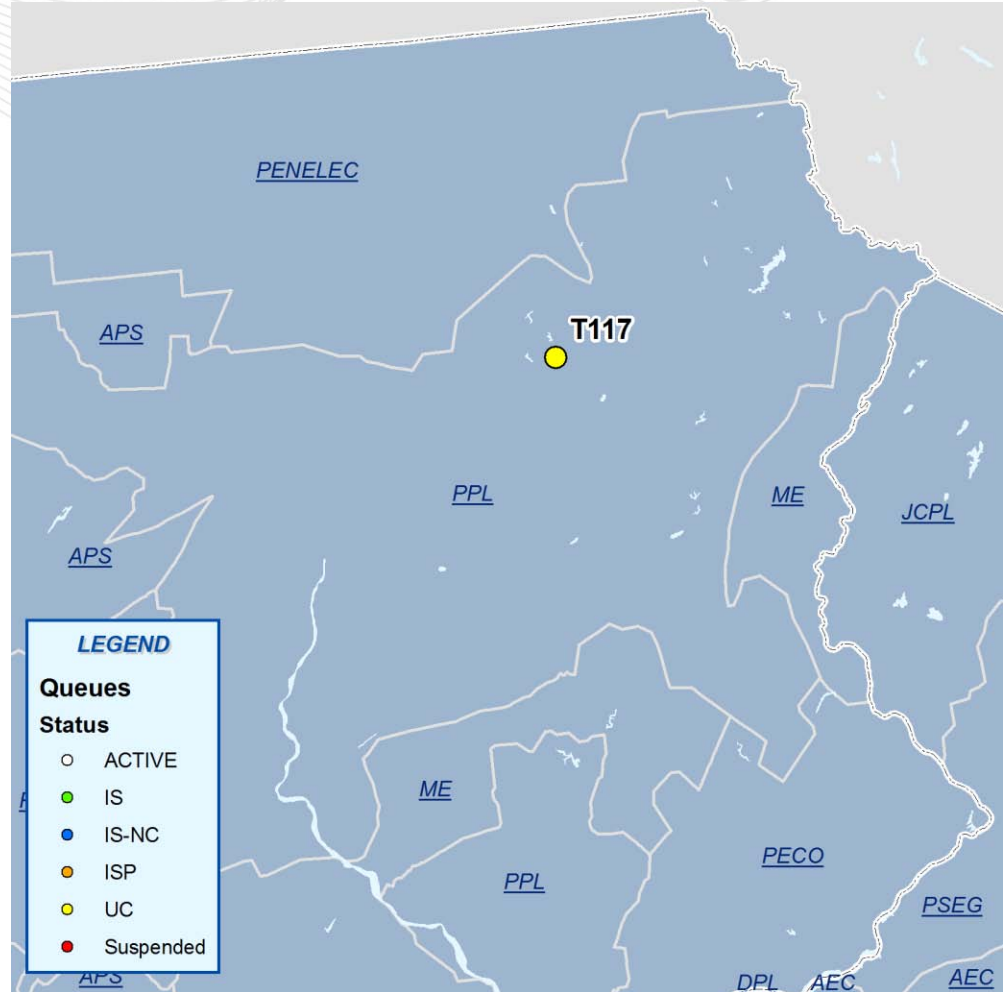 PENELEC
APS
T117
PPL
ME
JCPL
APS
LEGEND
Queues
Status
ACTIVE
IS
IS-NC
ISP
UC
Suspended
ME
PECO
PPL
PSEG
APS
DPL
AEC
AEC